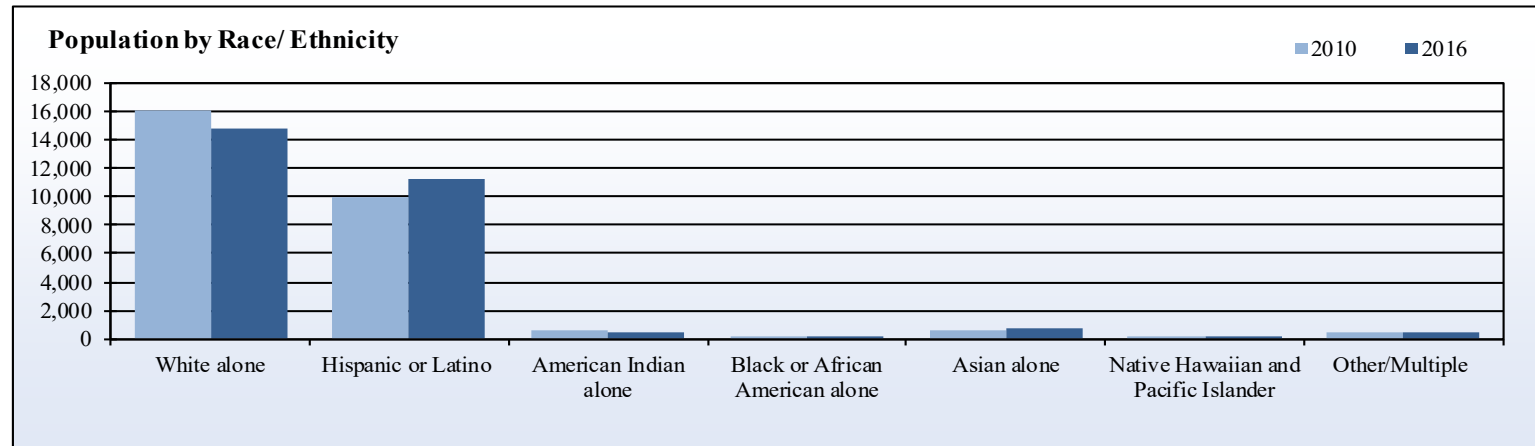 Population by Race/ Ethnicity
2010 2016
18,000
16,000
14,000
12,000
10,000
8,000
6,000
4,000
2,000
0
White alone
Hispanic or Latino
American Indian
alone
Black or African
American alone
Asian alone
Native Hawaiian and
Pacific Islander
Other/Multiple